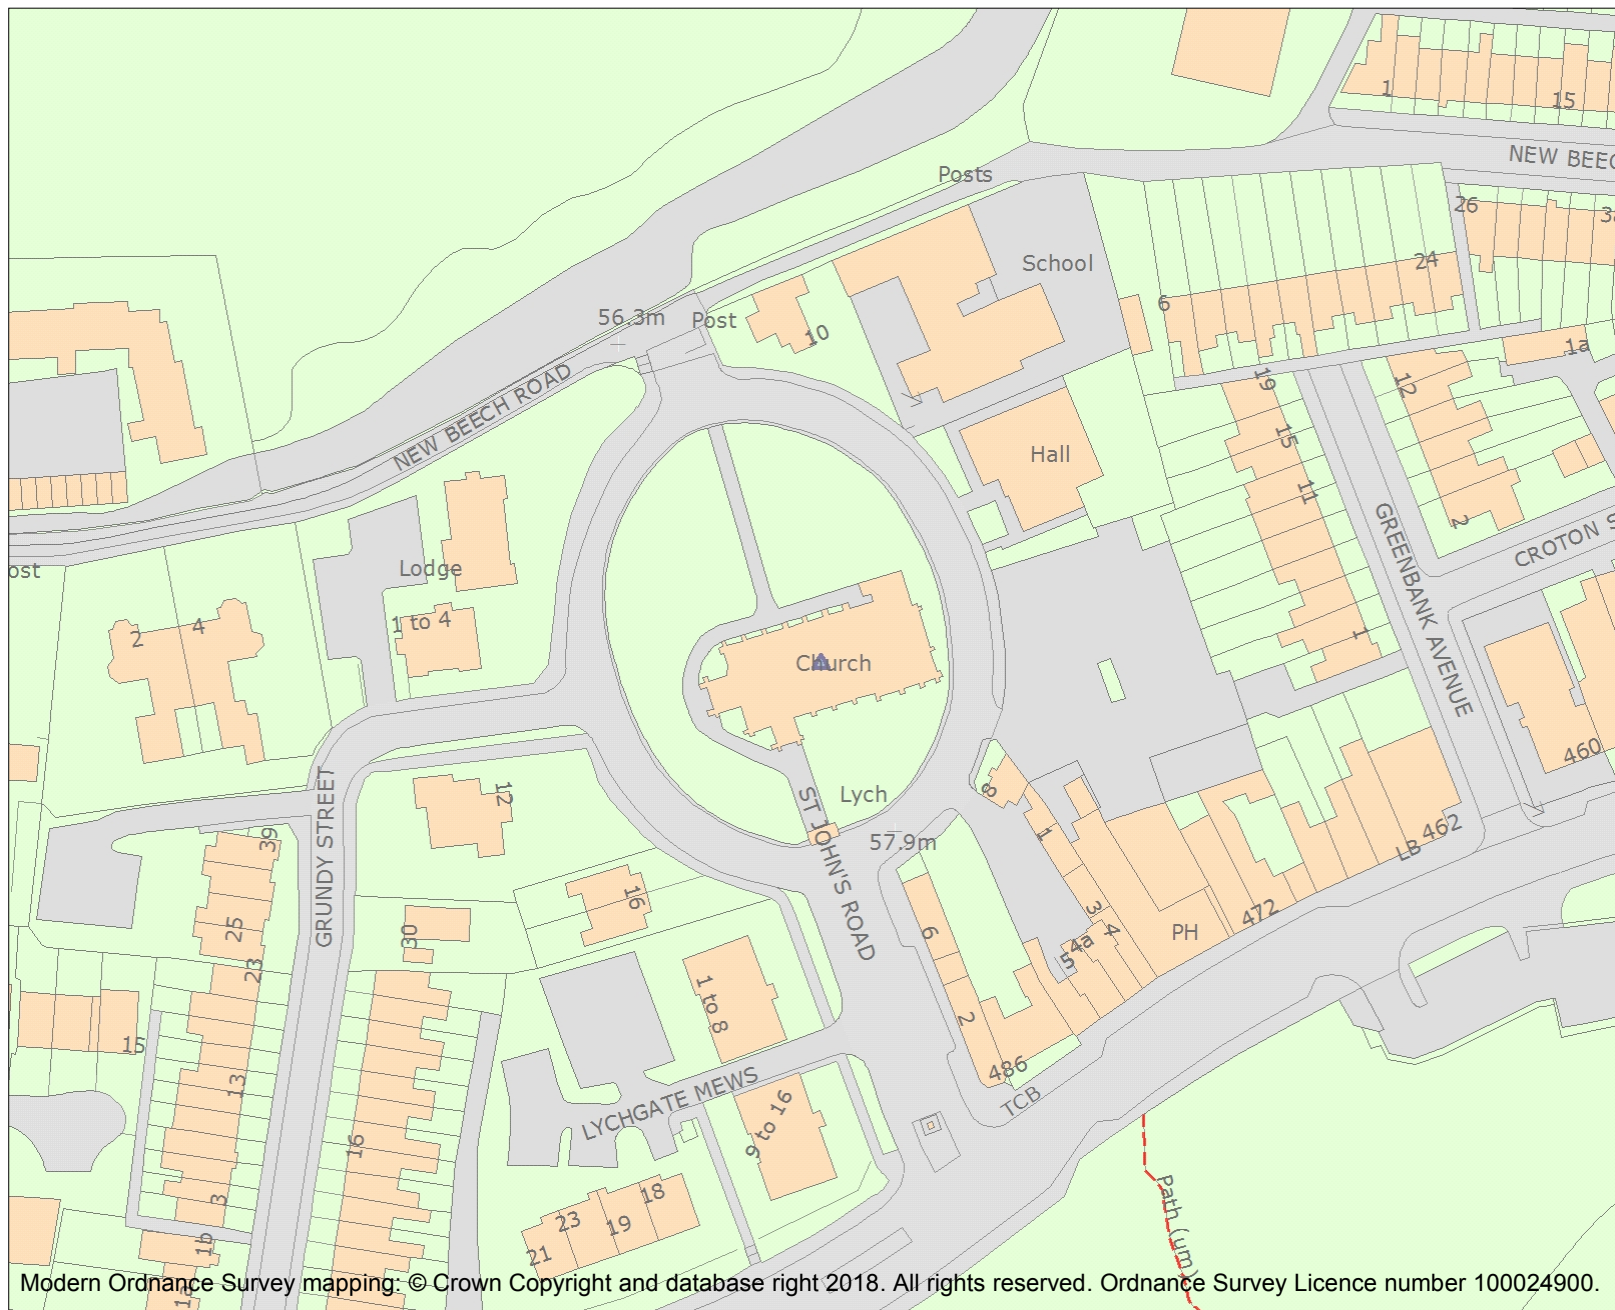 1
15
NEW BEEC
Posts
26
School
24
6
56.3m
Post
10
1a
NEW BEECH ROAD
19
12
15
Hall
11
2
GREENBANK AVENUE
CROTON S
ost
Lodge
1 to 4
2
4
1
Church
460
GRUNDY STREET
12
Lych
8
ST JOHN'S ROAD
57.9m
1
462
LB
39
16
3
472
25
30
6
4
PH
4a
5
23
1 to 8
2
15
486
13
LYCHGATE MEWS
TCB
9 to 16
16
3
Path (um)
18
23
19
21
1b
1a
Modern Ordnance Survey mapping: © Crown Copyright and database right 2018. All rights reserved. Ordnance Survey Licence number 100024900.